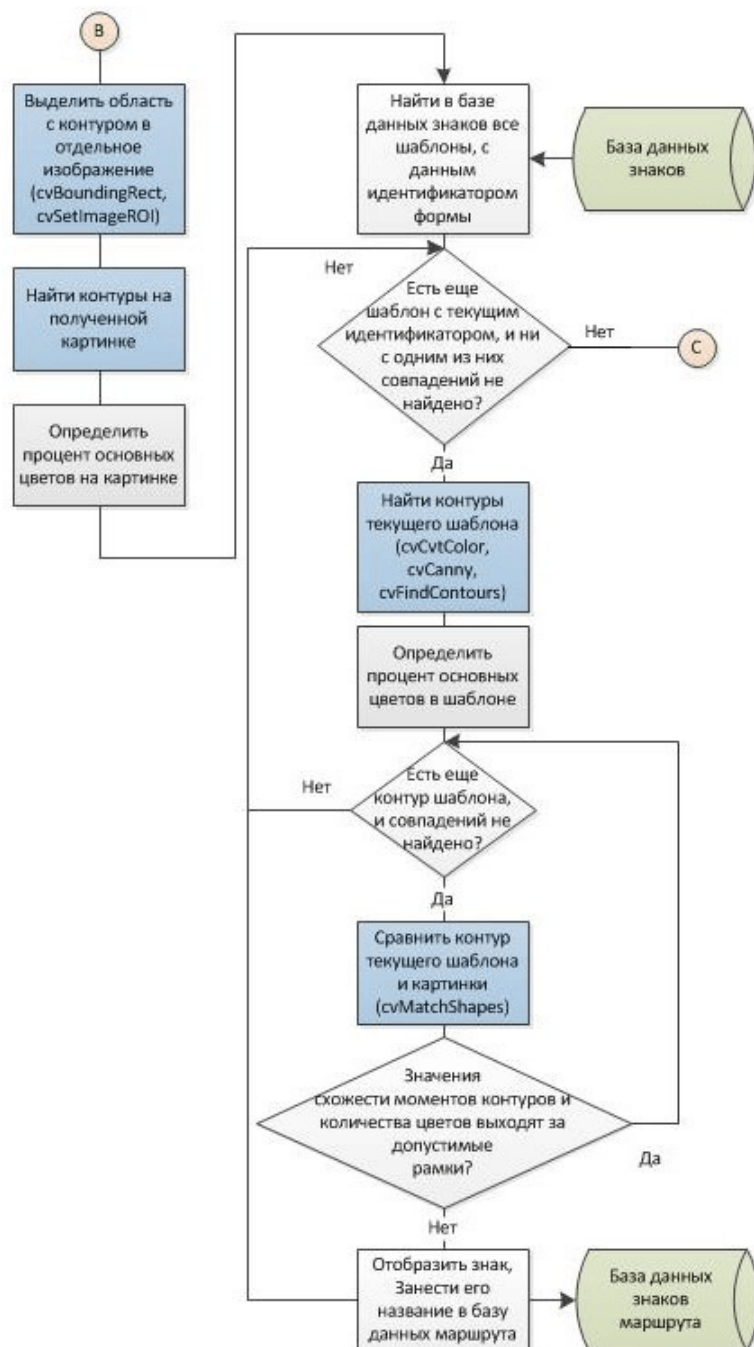 B
Выделить область
с контуром в
отдельное
изображение
(cvBoundingRect,
cvSetImageROI)
Найти контуры на
полученной
картинке
Определить
процент основных
цветов на картинке
Найти в базе
данных знаков все
шаблоны, с
данным
идентификатором
формы
База данных
знаков
Нет
Есть еще
шаблон с текущим
идентификатором, и ни
с одним из них
совпадений не
найдено?
Нет
C
Да
Найти контуры
текущего шаблона
(cvCvtColor,
cvCanny,
cvFindContours)
Определить
процент основных
цветов в шаблоне
Нет
Есть еще
контур шаблона,
и совпадений не
найдено?
Да
Сравнить контур
текущего шаблона
и картинки
(cvMatchShapes)
Значения
схожести моментов контуров и
количества цветов выходят за
допустимые
рамки?
Да
Нет
Отобразить знак,
Занести его
название в базу
данных маршрута
База данных
знаков
маршрута